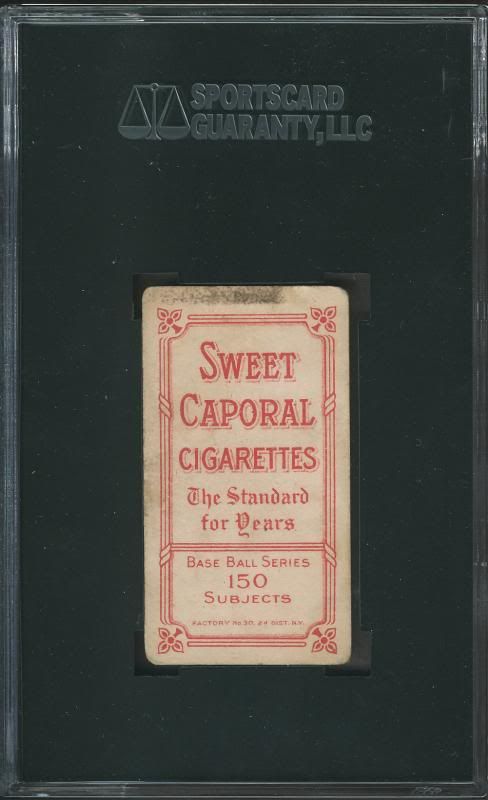 SPORTSCARD
GUARANTY, LLC
SWEET
CAPORAL
CIGARETTES
The Standard
for Years
BASE BALL SERIES
150
SUBJECTS
FACTORY No. 30, 2d DIST. N.Y.